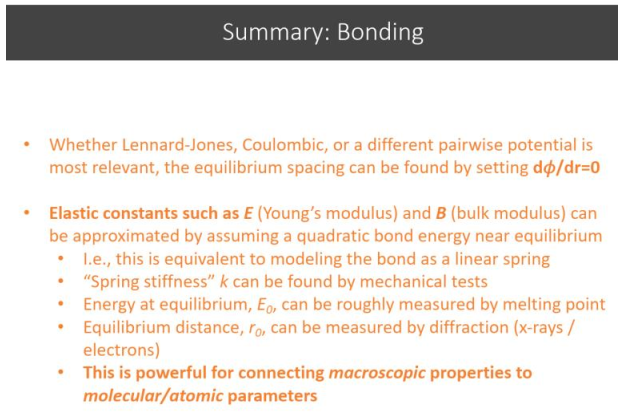 Summary: Bonding
• Whether Lennard-Jones, Coulombic, or a different pairwise potential is
most relevant, the equilibrium spacing can be found by setting dϕ/dr=0
• Elastic constants such as E (Young's modulus) and B (bulk modulus) can
be approximated by assuming a quadratic bond energy near equilibrium
• I.e., this is equivalent to modeling the bond as a linear spring
• “Spring stiffness” k can be found by mechanical tests
• Energy at equilibrium, E₀, can be roughly measured by melting point
• Equilibrium distance, r₀, can be measured by diffraction (x-rays /
electrons)
• This is powerful for connecting macroscopic properties to
molecular/atomic parameters